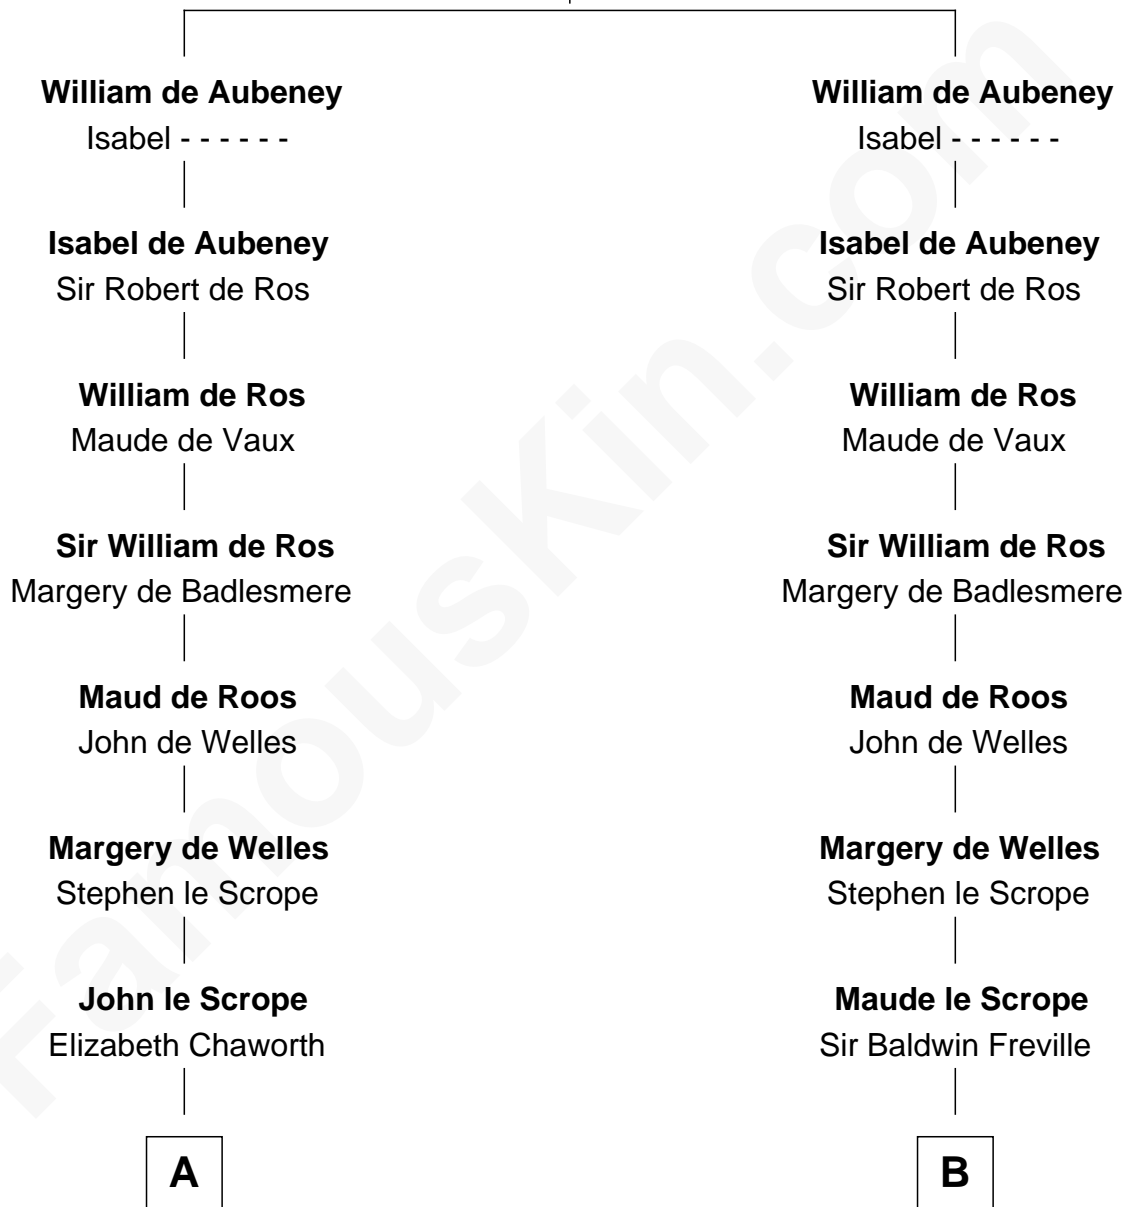 William de Aubeney William de Aubeney
Isabel - - - - - - Isabel - - - - - -
Isabel de Aubeney Isabel de Aubeney
Sir Robert de Ros Sir Robert de Ros
William de Ros William de Ros
Maude de Vaux Maude de Vaux
Sir William de Ros Sir William de Ros
Margery de Badlesmere Margery de Badlesmere
Maud de Roos Maud de Roos
John de Welles John de Welles
Margery de Welles Margery de Welles
Stephen le Scrope Stephen le Scrope
John le Scrope Maude le Scrope
Elizabeth Chaworth Sir Baldwin Freville
A B
FamousKin.com